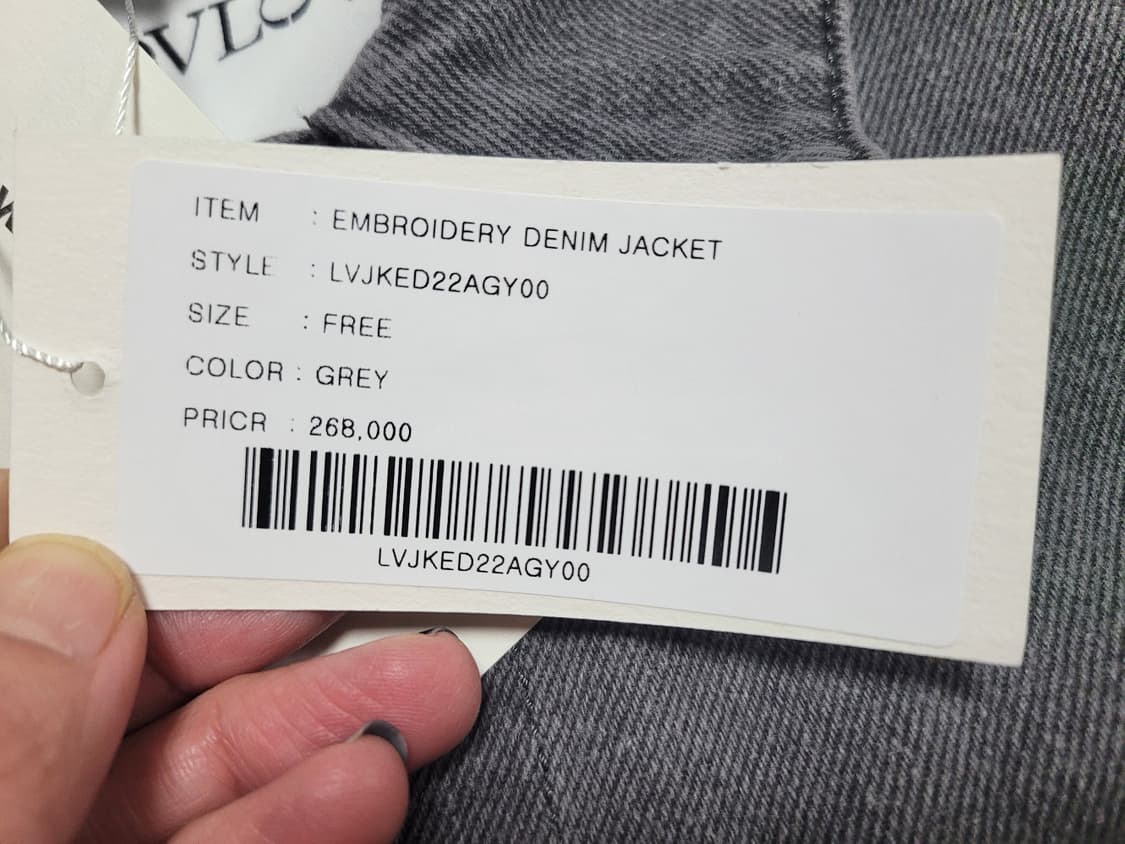 ITEM : EMBROIDERY DENIM JACKET
STYLE : LVJKED22AGY00
SIZE : FREE
COLOR : GREY
PRICR : 268,000
LVJKED22AGY00